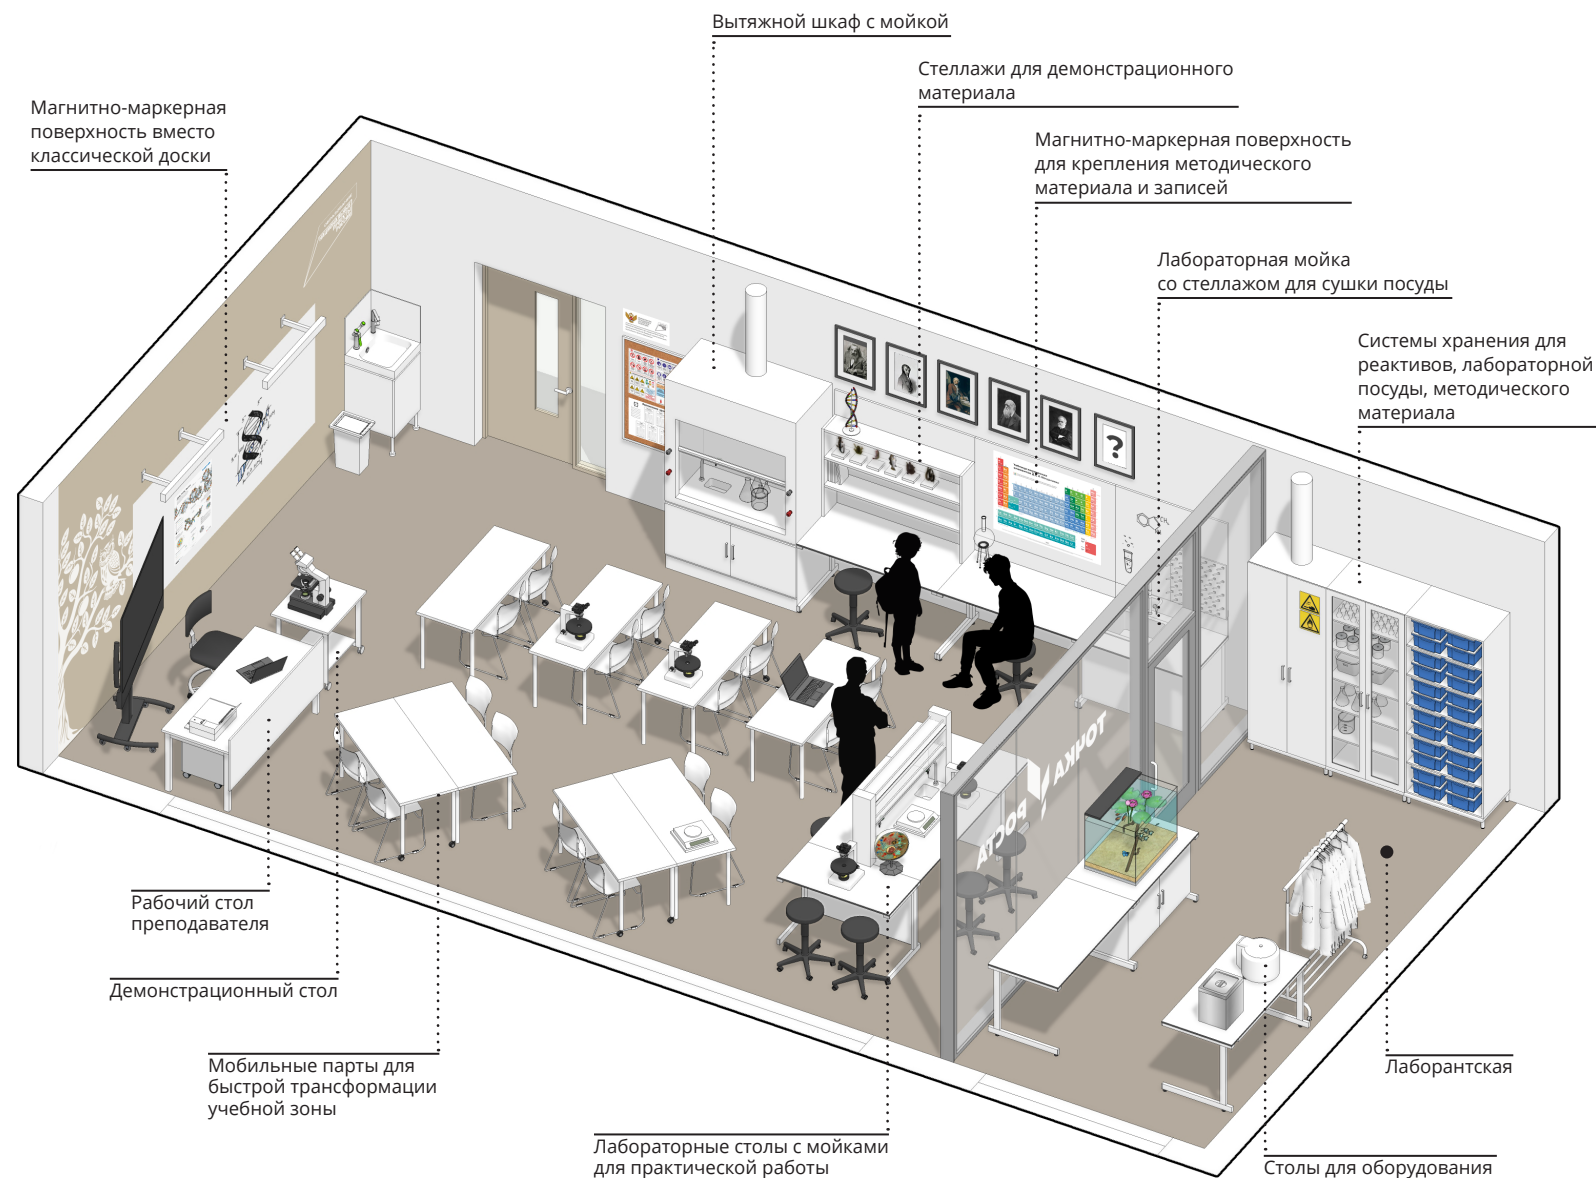 Вытяжной шкаф с мойкой
Стеллажи для демонстрационного
материала
Магнитно-маркерная
поверхность вместо
классической доски
Магнитно-маркерная поверхность
для крепления методического
материала и записей
Лабораторная мойка
со стеллажом для сушки посуды
Системы хранения для
реактивов, лабораторной
посуды, методического
материала
?
CH₃
ТОЧКА
РОСТА
Рабочий стол
преподавателя
Демонстрационный стол
Мобильные парты для
быстрой трансформации
учебной зоны
Лабораторные столы с мойками
для практической работы
Лаборантская
Столы для оборудования